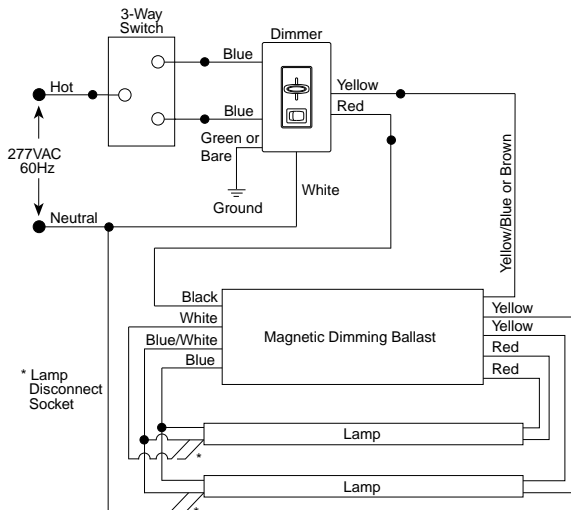 3-Way
Switch
Dimmer
Blue
Hot
Yellow
Red
Blue
Green or
Bare
277VAC
60Hz
White
Ground
Neutral
Yellow/Blue or Brown
Black
White
Blue/White
Blue
Magnetic Dimming Ballast
Yellow
Yellow
Red
Red
* Lamp
Disconnect
Socket
Lamp
*
Lamp
*